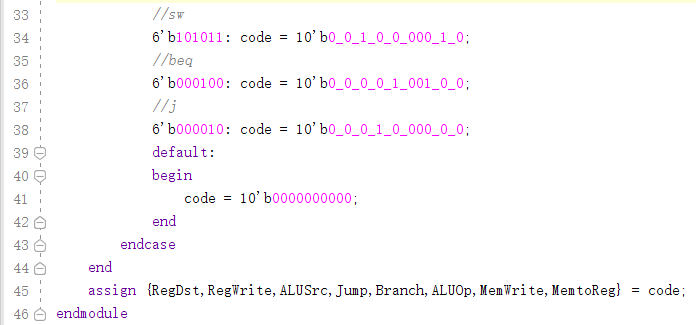 33 //sw
34 6'b101011: code = 10'b0_0_1_0_0_000_1_0;
35 //beq
36 6'b000100: code = 10'b0_0_0_0_1_001_0_0;
37 //j
38 6'b000010: code = 10'b0_0_0_1_0_000_0_0;
39 default:
40 begin
41 code = 10'b0000000000;
42 end
43 endcase
44 end
45 assign {RegDst,RegWrite,ALUSrc,Jump,Branch,ALUOp,MemWrite,MemtoReg} = code;
46 endmodule